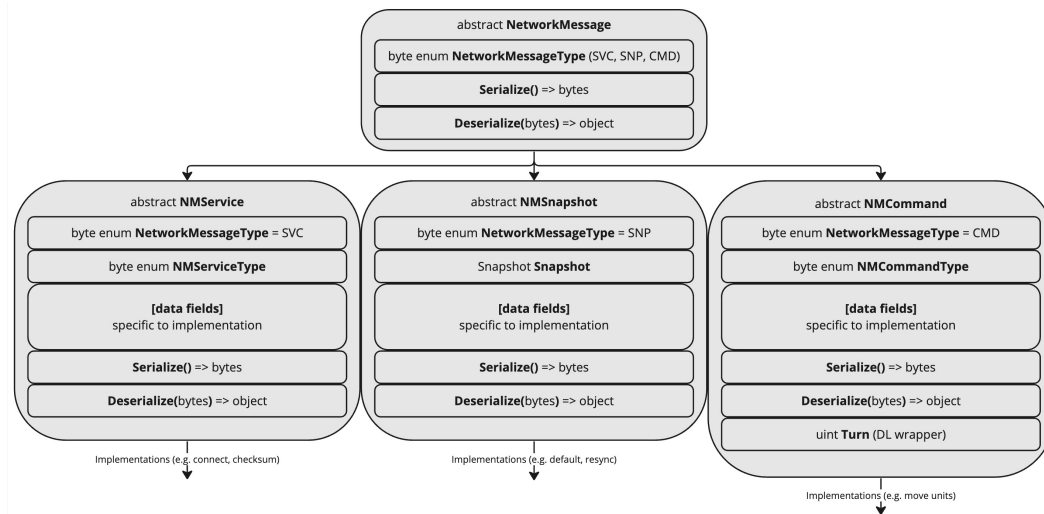 abstract NetworkMessage
byte enum NetworkMessageType (SVC, SNP, CMD)
Serialize() => bytes
Deserialize(bytes) => object
abstract NMService
byte enum NetworkMessageType = SVC
byte enum NMServiceType
[data fields]
specific to implementation
Serialize() => bytes
Deserialize(bytes) => object
Implementations (e.g. connect, checksum)
abstract NMSnapshot
byte enum NetworkMessageType = SNP
Snapshot Snapshot
[data fields]
specific to implementation
Serialize() => bytes
Deserialize(bytes) => object
Implementations (e.g. default, resync)
abstract NMCommand
byte enum NetworkMessageType = CMD
byte enum NMCommandType
[data fields]
specific to implementation
Serialize() => bytes
Deserialize(bytes) => object
uint Turn (DL wrapper)
Implementations (e.g. move units)